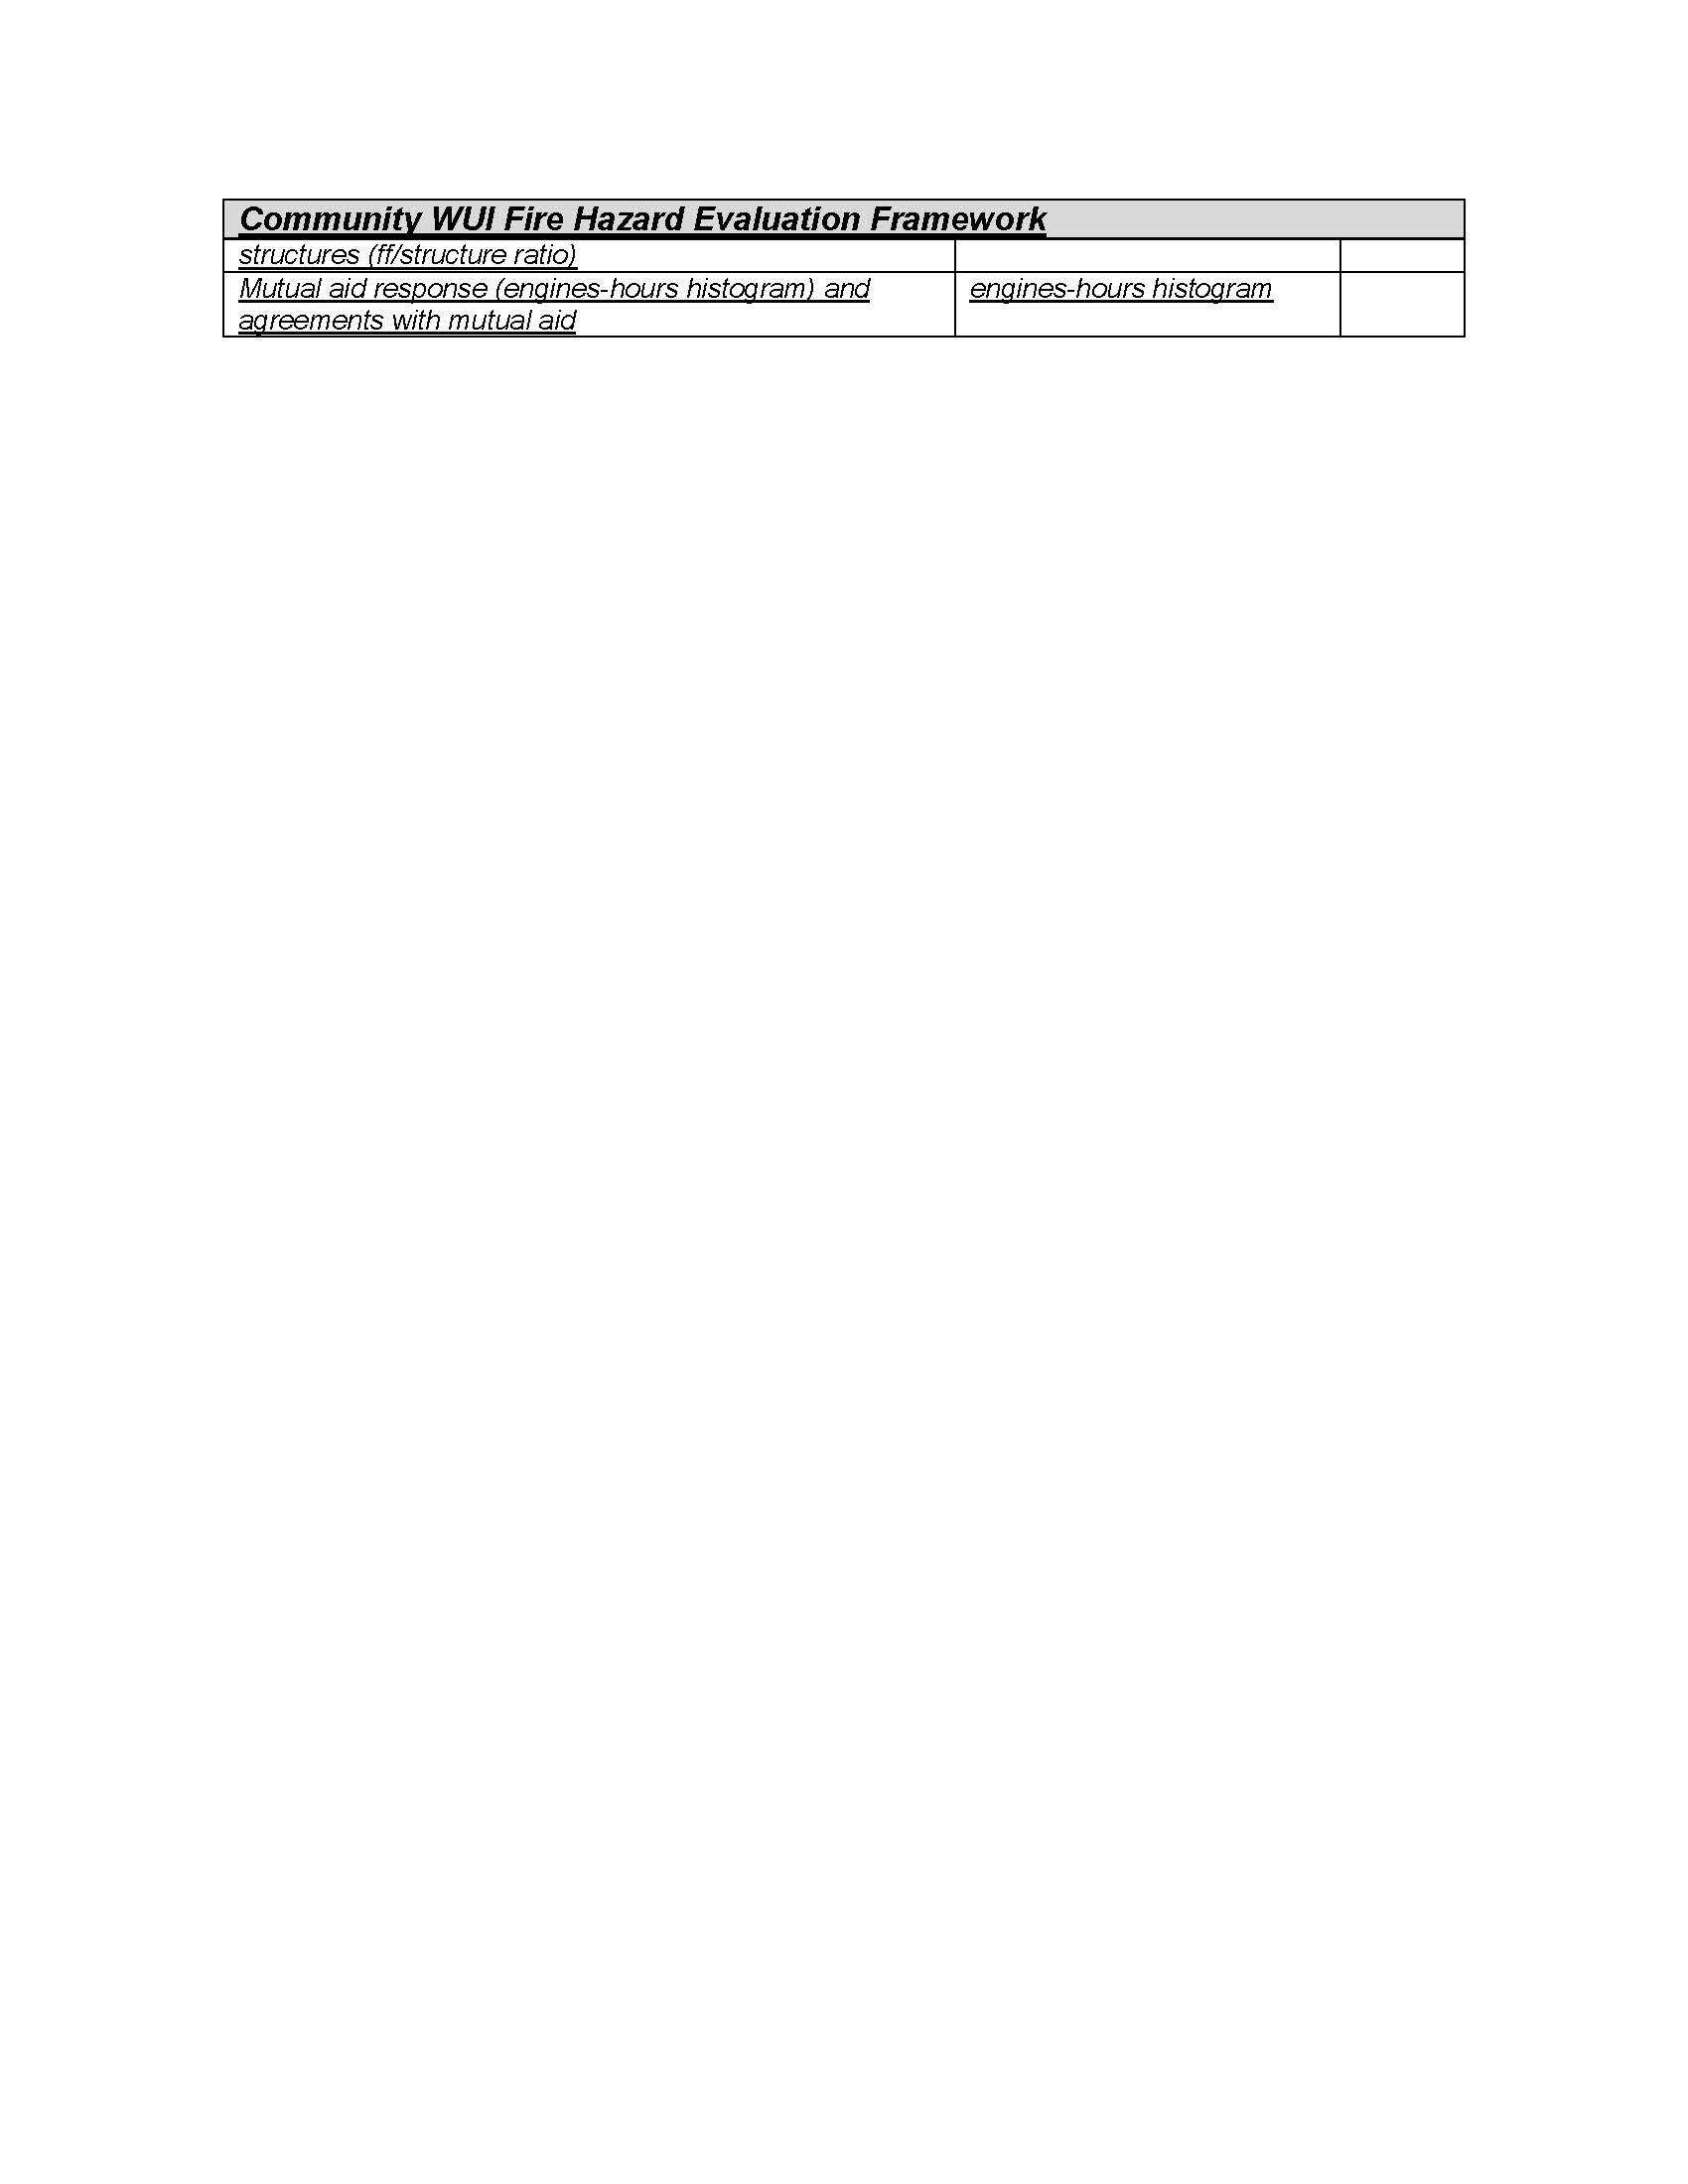 Community WUI Fire Hazard Evaluation Framework
structures (ff/structure ratio)
Mutual aid response (engines-hours histogram) and
agreements with mutual aid
engines-hours histogram